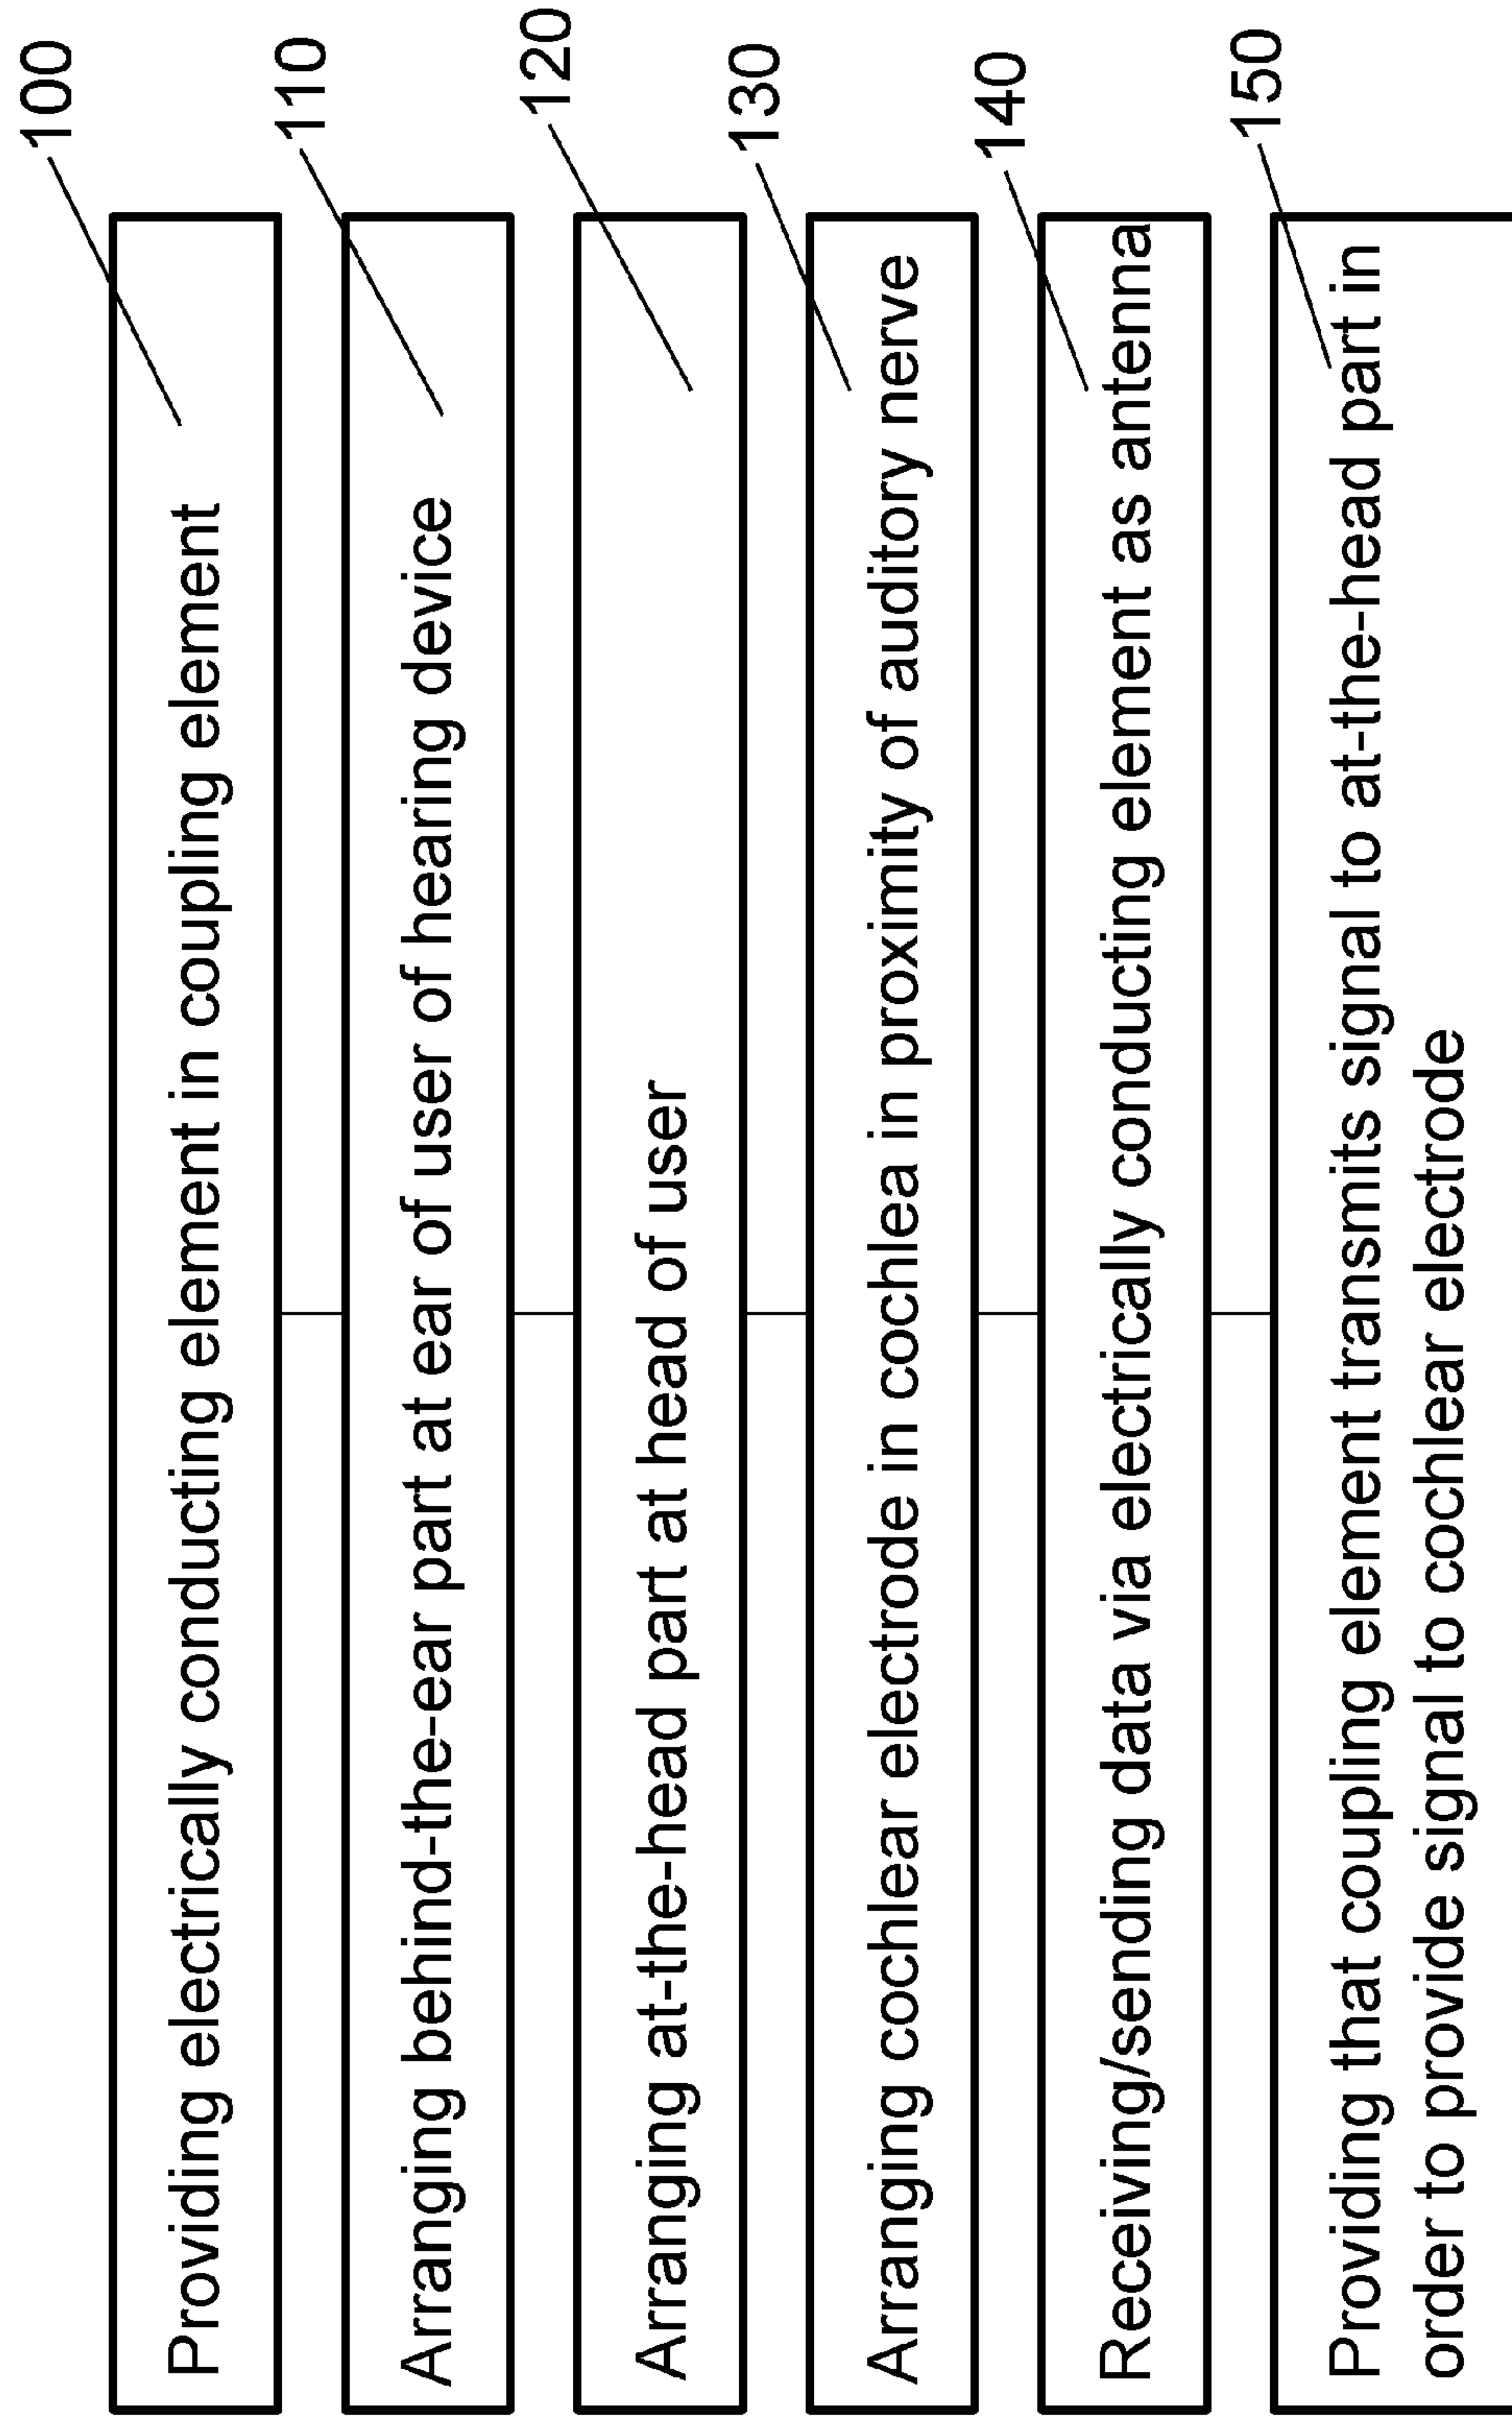 Providing electrically conducting element in coupling element
100
Arranging behind-the-ear part at ear of user of hearing device
110
Arranging at-the-head part at head of user
120
Arranging cochlear electrode in cochlea in proximity of auditory nerve
130
Receiving/sending data via electrically conducting element as antenna
140
Providing that coupling element transmits signal to at-the-head part in
order to provide signal to cochlear electrode
150